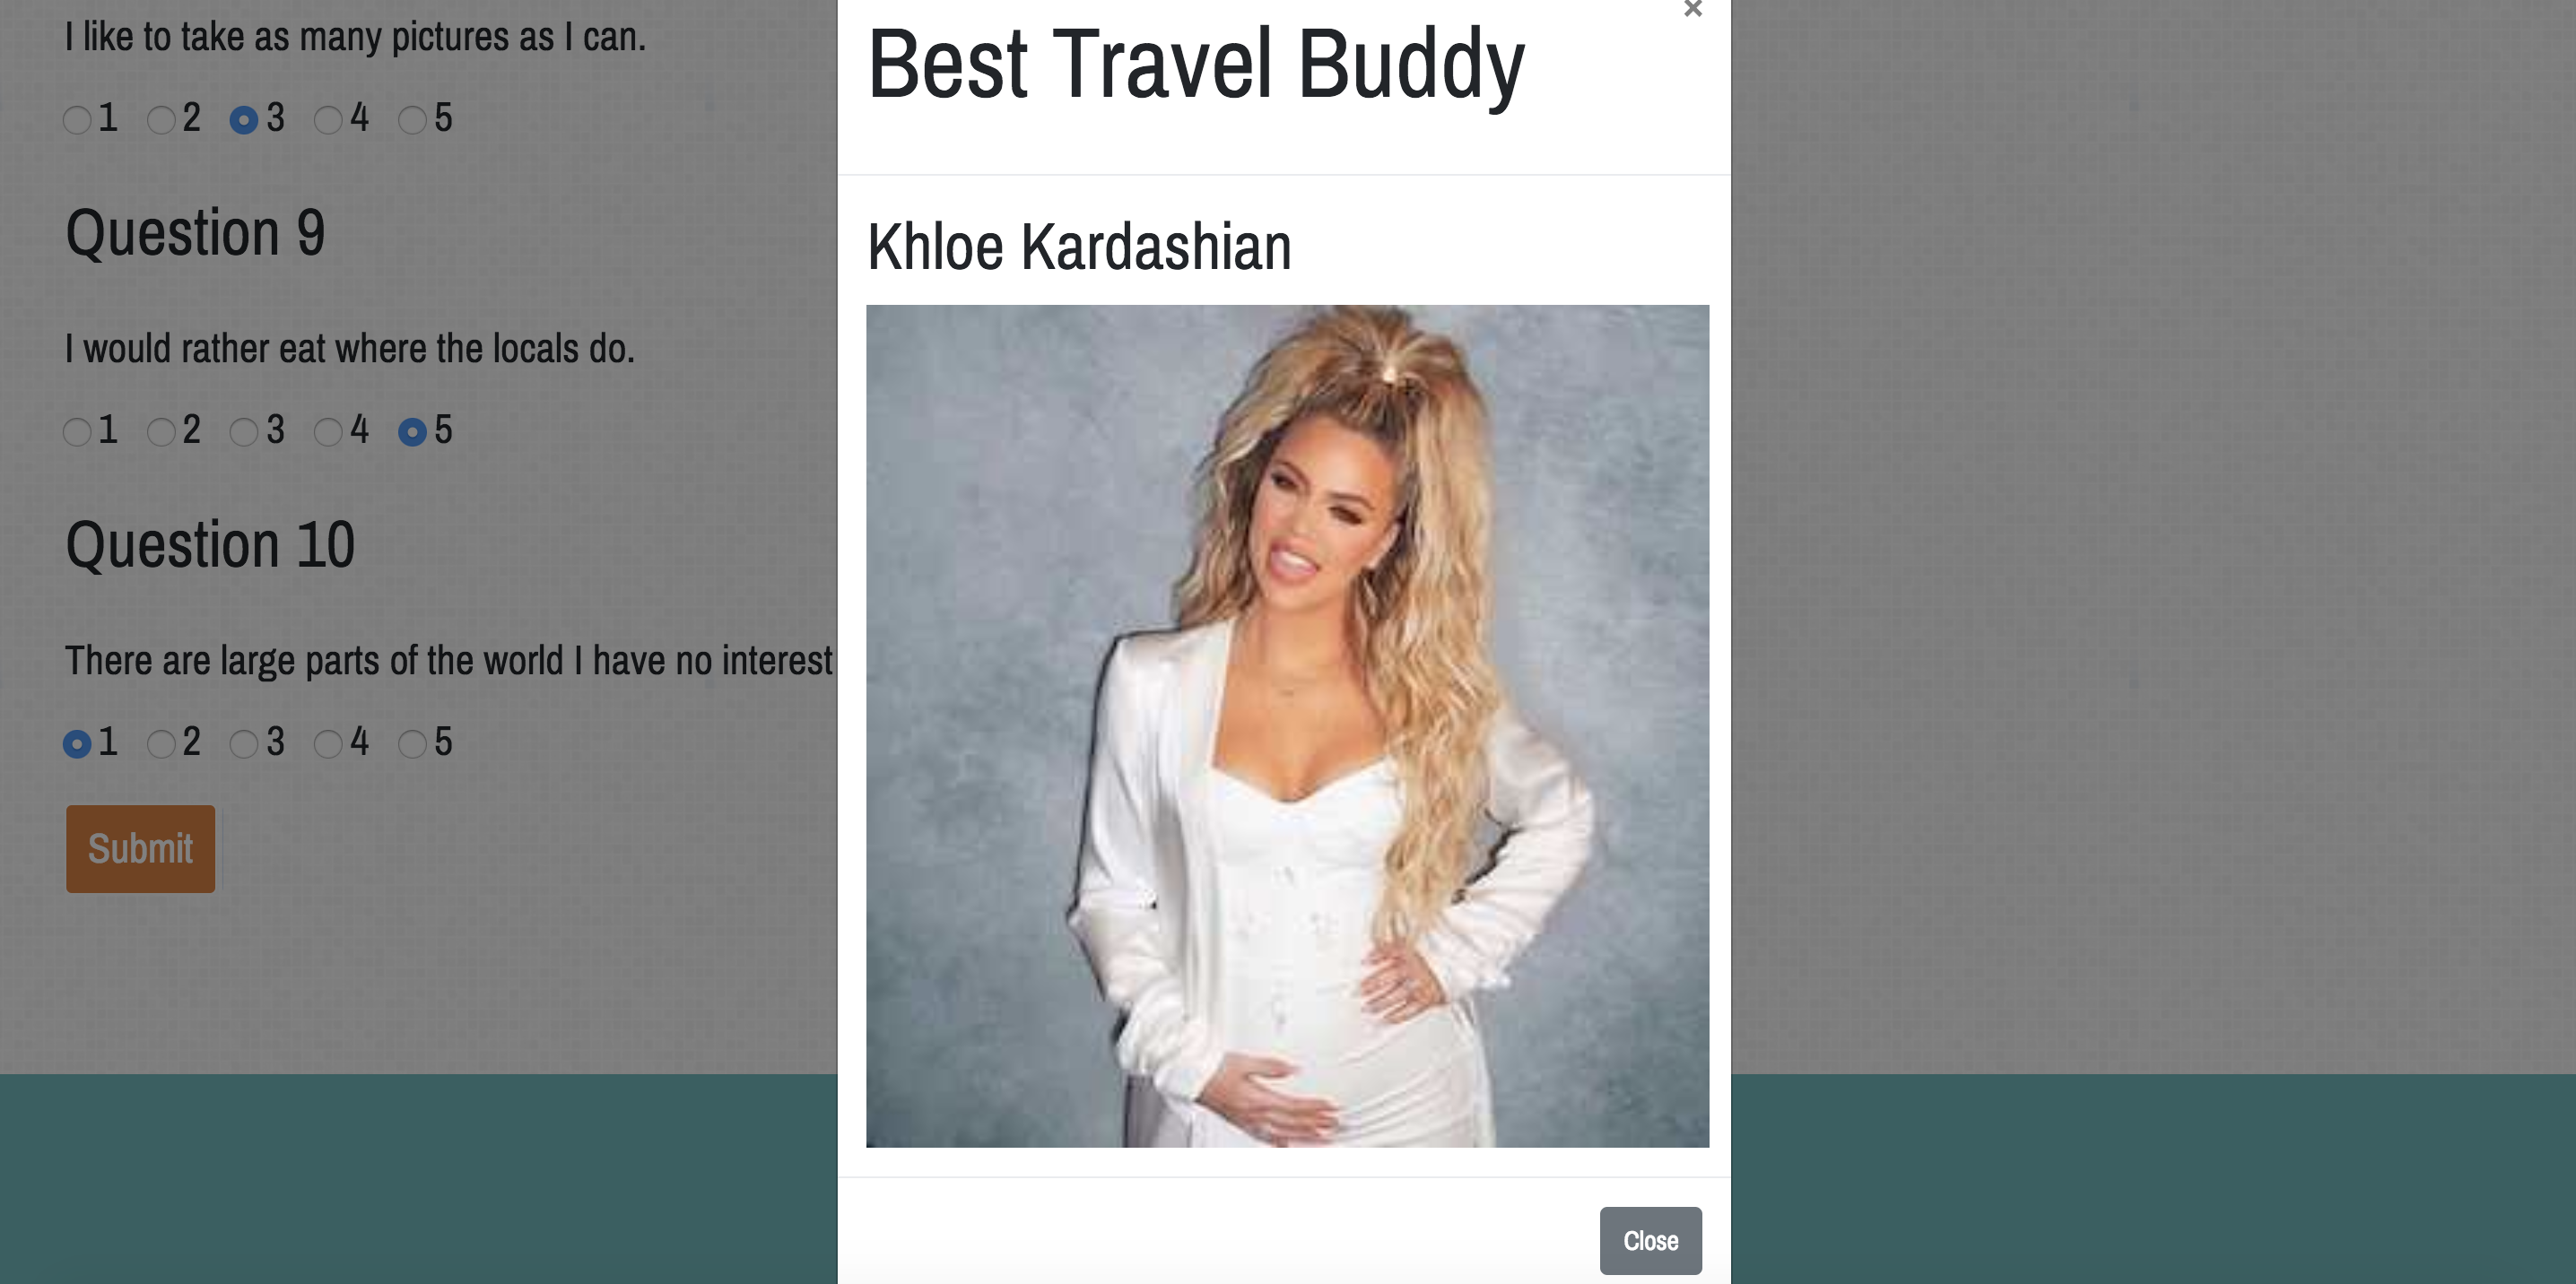 I like to take as many pictures as I can.
1 2 3 4 5
Question 9
I would rather eat where the locals do.
1 2 3 4 5
Question 10
There are large parts of the world I have no interest
1 2 3 4 5
Submit
×
Best Travel Buddy
Khloe Kardashian
Close